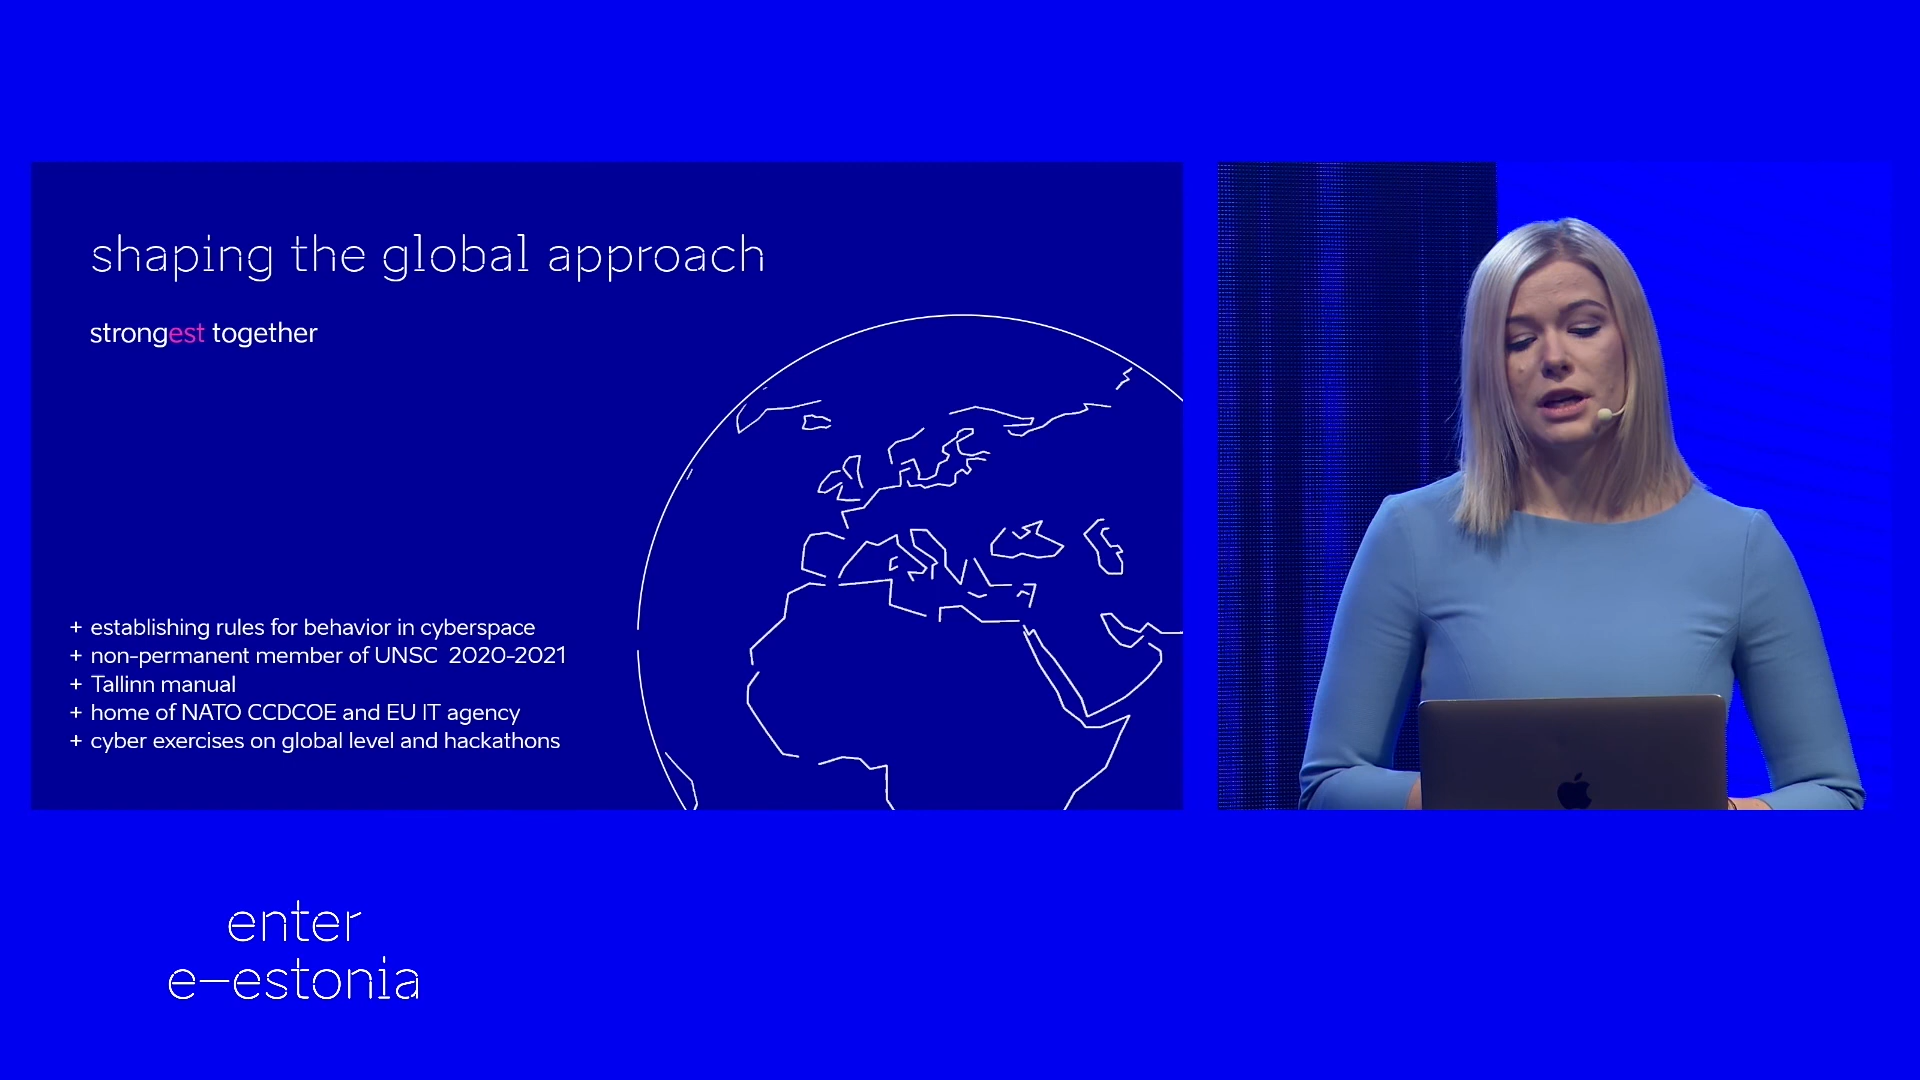 shaping the global approach
strongest together
+ establishing rules for behavior in cyberspace
+ non-permanent member of UNSC 2020-2021
+ Tallinn manual
+ home of NATO CCDCOE and EU IT agency
+ cyber exercises on global level and hackathons
enter
e-estonia